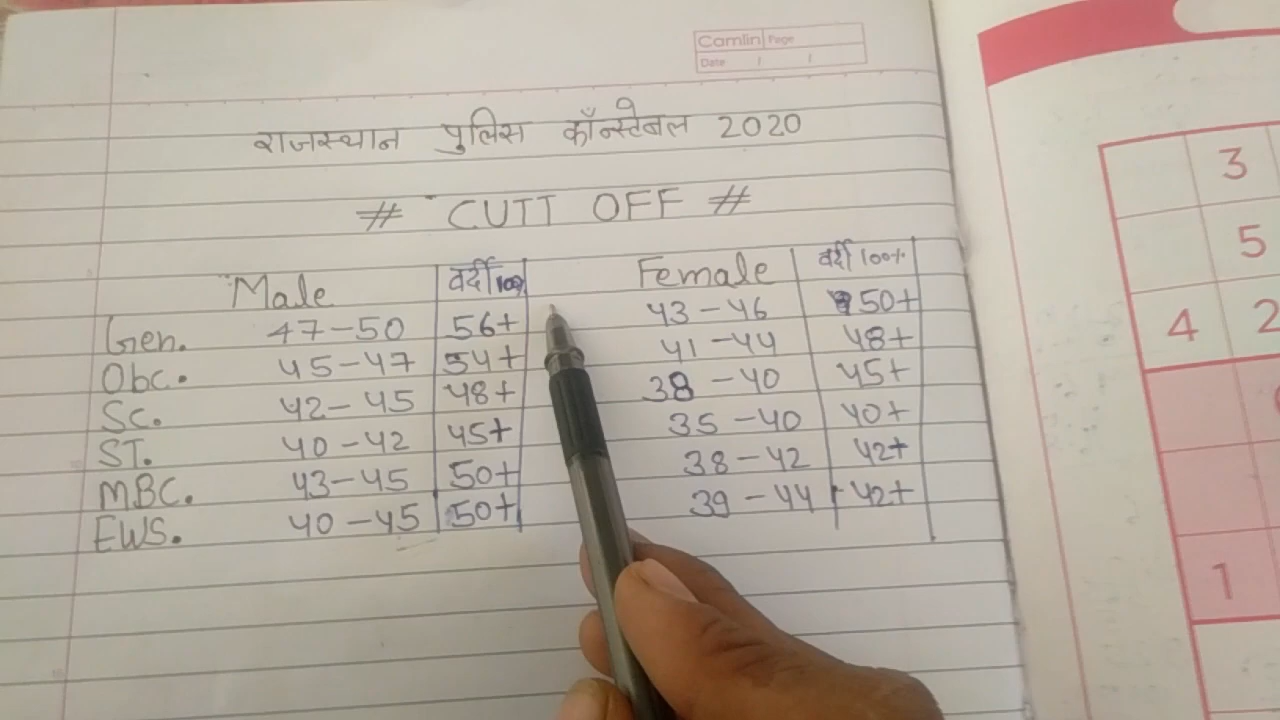 Camlin Page
Date / /
राजस्थान पुलिस कॉंन्स्टेबल 2020
# CUTT OFF #
Male वर्दी 100% Female वर्दी 100%
Gen. 47-50 56+ 43-46 50+
Obc. 45-47 54+ 41-44 48+
Sc. 42-45 48+ 38-40 45+
ST. 40-42 45+ 35-40 40+
MBC. 43-45 50+ 38-42 42+
EWS. 40-45 50+ 39-44 42+
3
5
4 2
1